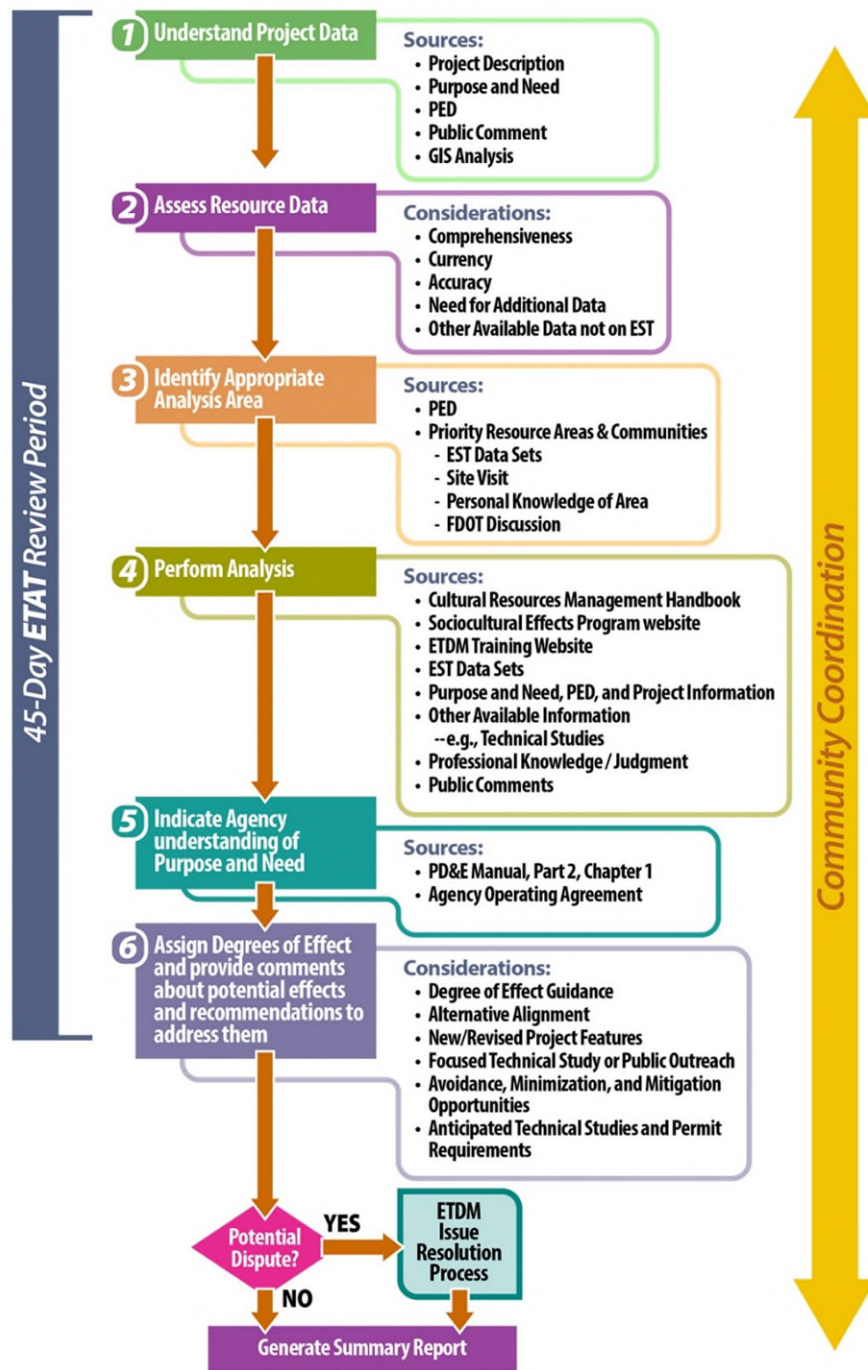 45-Day ETAT Review Period
1 Understand Project Data
Sources:
• Project Description
• Purpose and Need
• PED
• Public Comment
• GIS Analysis
2 Assess Resource Data
Considerations:
• Comprehensiveness
• Currency
• Accuracy
• Need for Additional Data
• Other Available Data not on EST
3 Identify Appropriate
Analysis Area
Sources:
• PED
• Priority Resource Areas & Communities
- EST Data Sets
- Site Visit
- Personal Knowledge of Area
- FDOT Discussion
4 Perform Analysis
Sources:
• Cultural Resources Management Handbook
• Sociocultural Effects Program website
• ETDM Training Website
• EST Data Sets
• Purpose and Need, PED, and Project Information
• Other Available Information
--e.g., Technical Studies
• Professional Knowledge / Judgment
• Public Comments
5 Indicate Agency
understanding of
Purpose and Need
Sources:
• PD&E Manual, Part 2, Chapter 1
• Agency Operating Agreement
6 Assign Degrees of Effect
and provide comments
about potential effects
and recommendations to
address them
Considerations:
• Degree of Effect Guidance
• Alternative Alignment
• New/Revised Project Features
• Focused Technical Study or Public Outreach
• Avoidance, Minimization, and Mitigation
Opportunities
• Anticipated Technical Studies and Permit
Requirements
Potential
Dispute?
YES
ETDM
Issue
Resolution
Process
NO
Generate Summary Report
Community Coordination